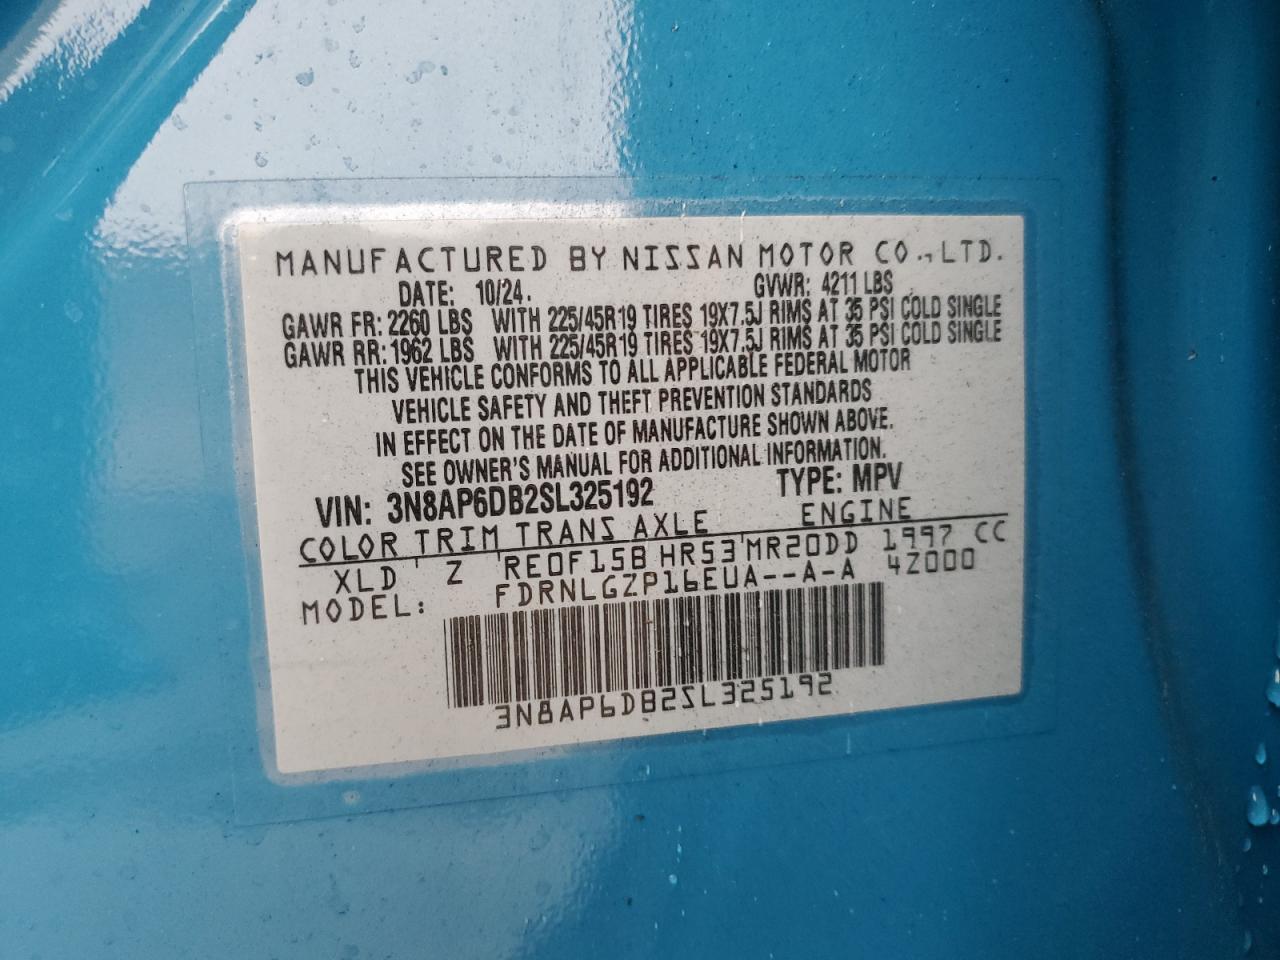 MANUFACTURED BY NISSAN MOTOR CO.,LTD.
DATE: 10/24. GVWR: 4211 LBS
GAWR FR: 2260 LBS WITH 225/45R19 TIRES 19X7.5J RIMS AT 35 PSI COLD SINGLE
GAWR RR: 1962 LBS WITH 225/45R19 TIRES 19X7.5J RIMS AT 35 PSI COLD SINGLE
THIS VEHICLE CONFORMS TO ALL APPLICABLE FEDERAL MOTOR
VEHICLE SAFETY AND THEFT PREVENTION STANDARDS
IN EFFECT ON THE DATE OF MANUFACTURE SHOWN ABOVE.
SEE OWNER'S MANUAL FOR ADDITIONAL INFORMATION.
VIN: 3N8AP6DB2SL325192 TYPE: MPV
COLOR TRIM TRANS AXLE ENGINE
XLD Z RE0F15B HR53 MR20DD 1997 CC
MODEL: FDRNLGZP16EUA--A-A 4Z000
3N8AP6DB2SL325192